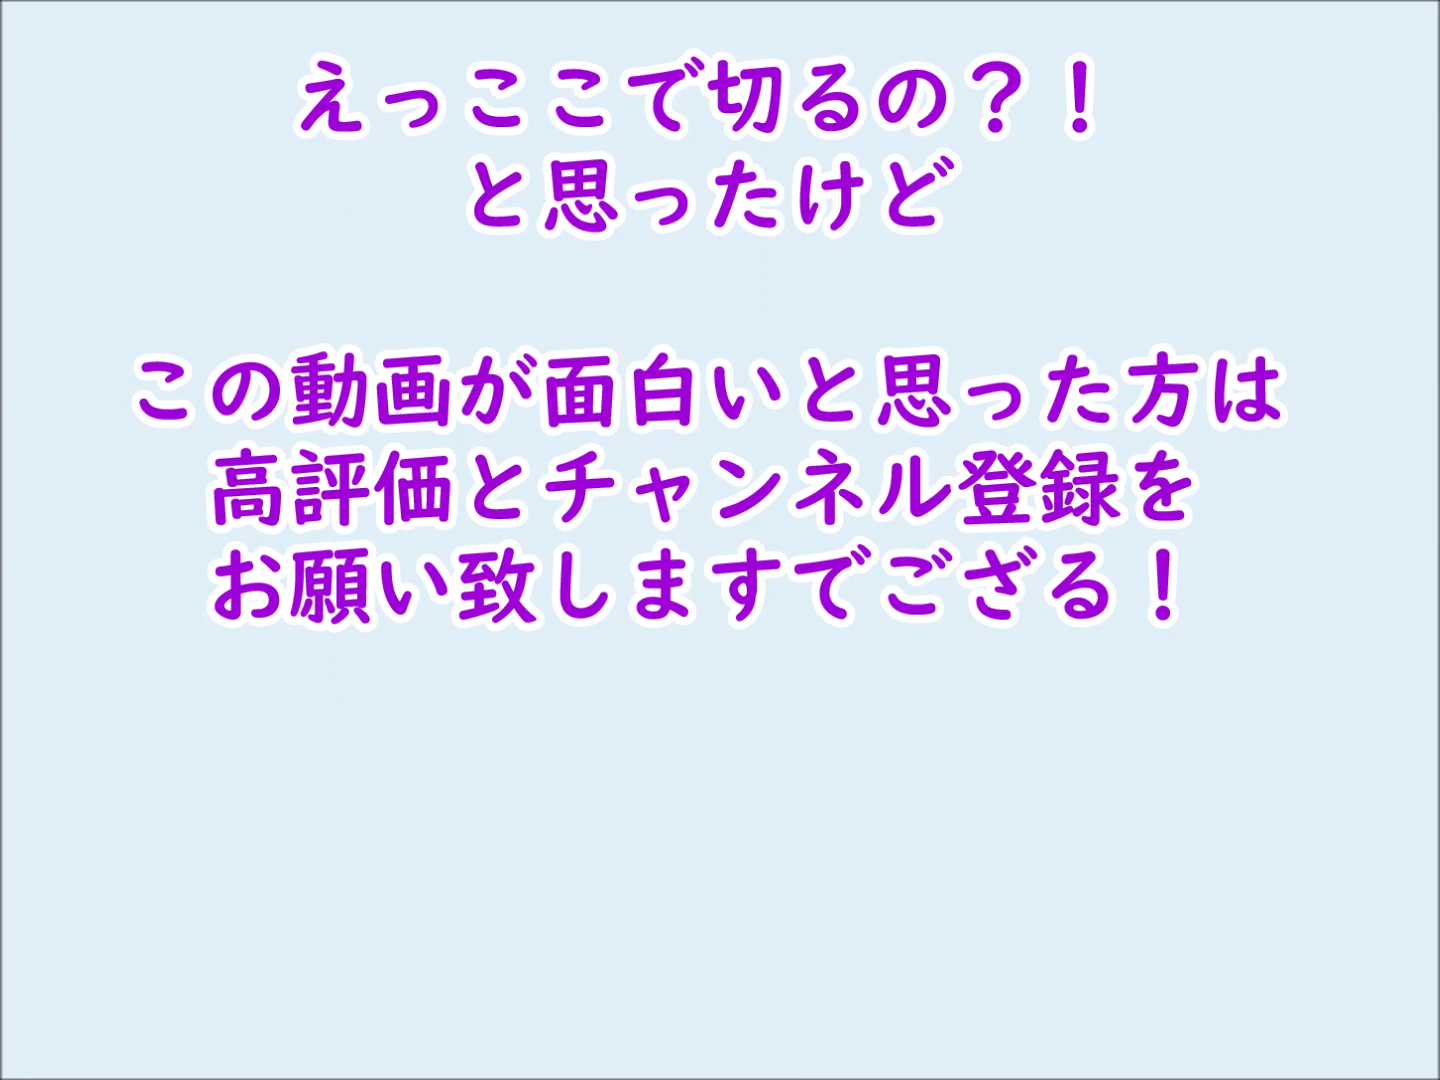 えっここで切るの？！
と思ったけど
この動画が面白いと思った方は
高評価とチャンネル登録を
お願い致しますでござる！